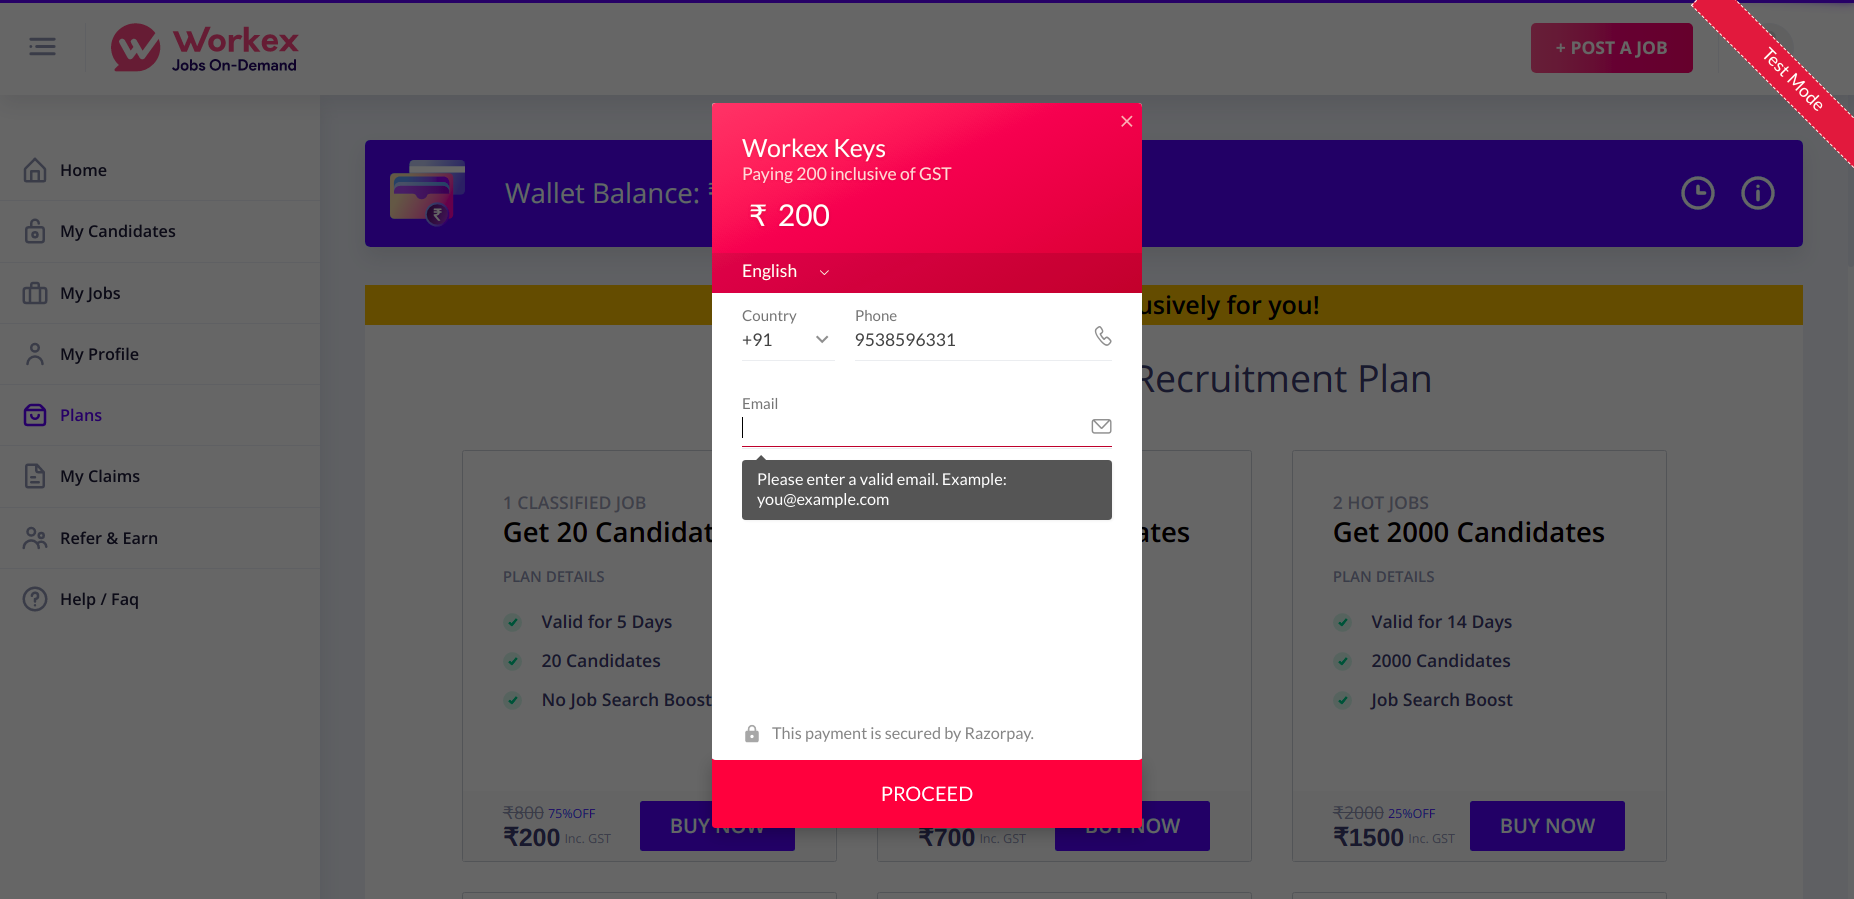 Workex
Jobs On-Demand
+ POST A JOB
Test Mode
Home
My Candidates
My Jobs
My Profile
Plans
My Claims
Refer & Earn
Help / Faq
Wallet Balance:
Workex Keys
Paying 200 inclusive of GST
₹ 200
English
Country
+91
Phone
9538596331
Email
Please enter a valid email. Example:
you@example.com
This payment is secured by Razorpay.
PROCEED
for you!
Recruitment Plan
1 CLASSIFIED JOB
Get 20
PLAN DETAILS
Valid for 5 Days
20 Candidates
No Job Search Boost
₹800 75%OFF
₹200 Inc. GST
BUY NOW
₹700 Inc. GST
BUY NOW
2 HOT JOBS
Get 2000 Candidates
PLAN DETAILS
Valid for 14 Days
2000 Candidates
Job Search Boost
₹2000 25%OFF
₹1500 Inc. GST
BUY NOW